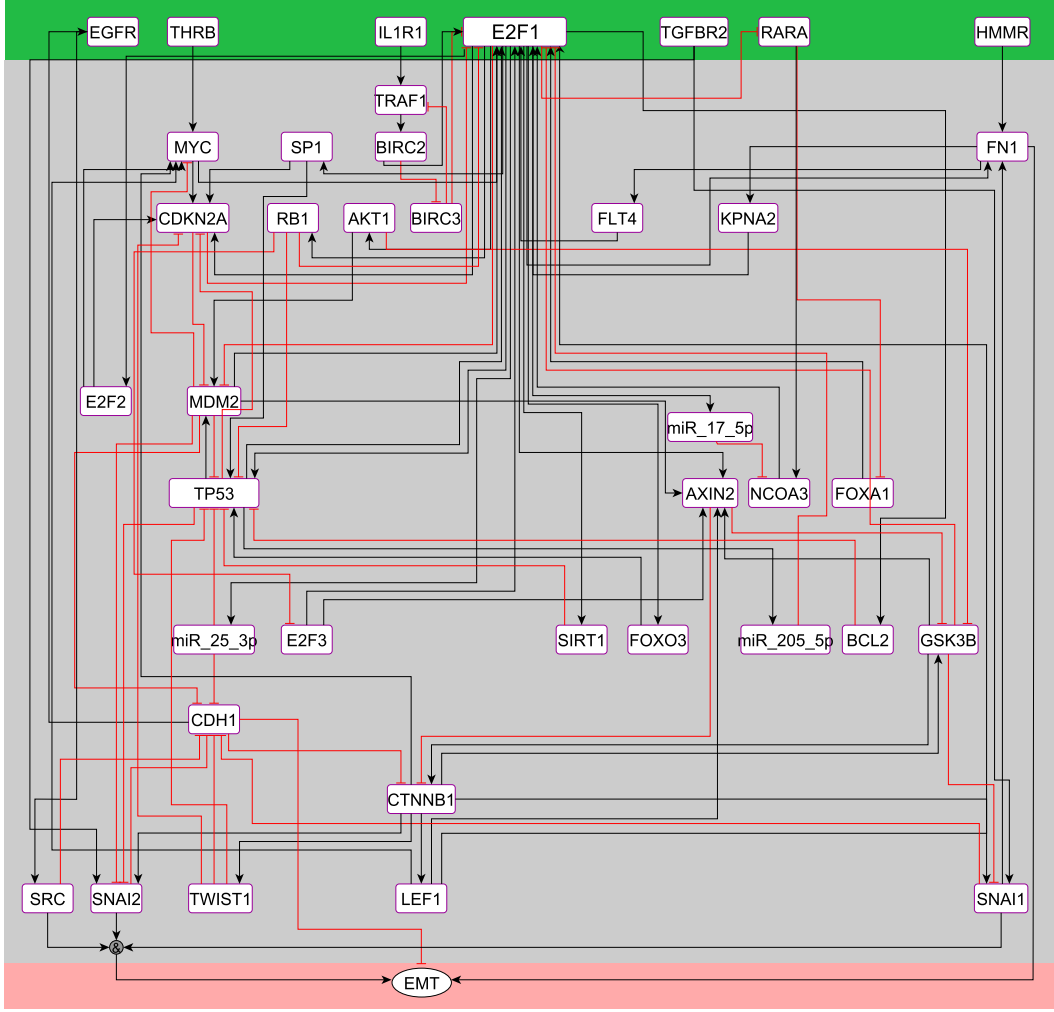 EGFR THRB IL1R1 E2F1 TGFBR2 RARA HMMR
TRAF1
MYC SP1 BIRC2 FN1
CDKN2A RB1 AKT1 BIRC3 FLT4 KPNA2
E2F2 MDM2 miR_17_5p
TP53 AXIN2 NCOA3 FOXA1
miR_25_3p E2F3 SIRT1 FOXO3 miR_205_5p BCL2 GSK3B
CDH1
CTNNB1
SRC SNAI2 TWIST1 LEF1 SNAI1
&
EMT